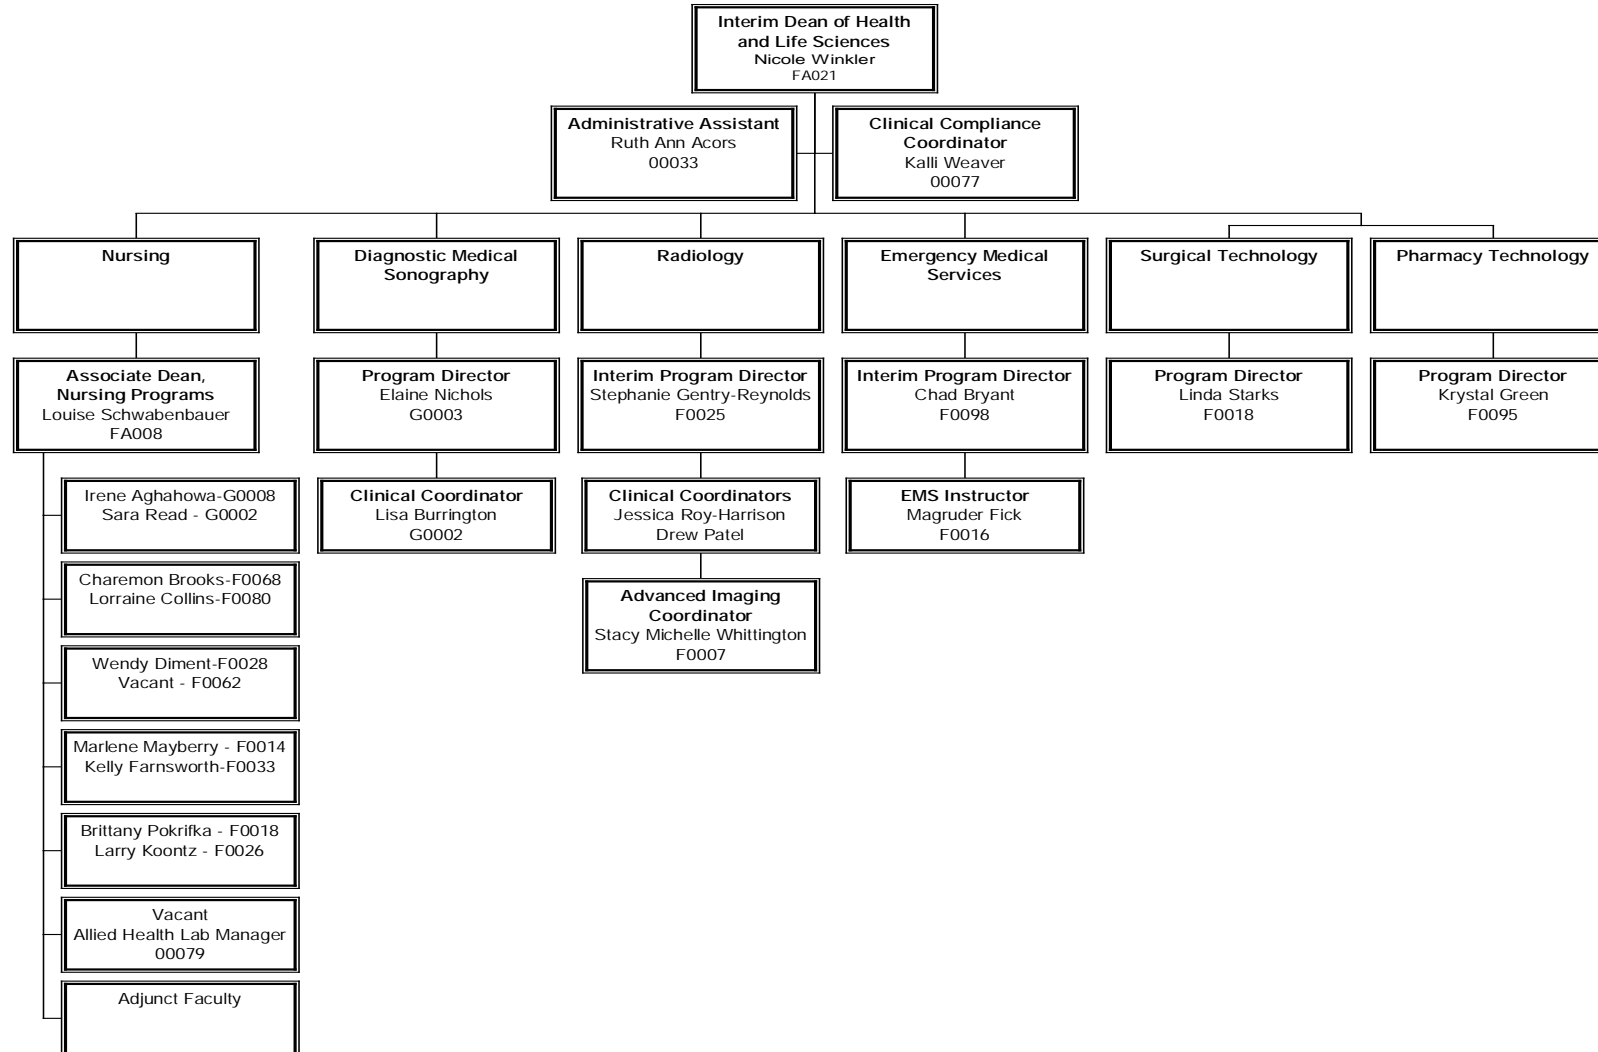 Interim Dean of Health
and Life Sciences
Nicole Winkler
FA021
Administrative Assistant
Ruth Ann Acors
00033
Clinical Compliance
Coordinator
Kalli Weaver
00077
Nursing
Diagnostic Medical
Sonography
Radiology
Emergency Medical
Services
Surgical Technology
Pharmacy Technology
Associate Dean,
Nursing Programs
Louise Schwabenbauer
FA008
Program Director
Elaine Nichols
G0003
Interim Program Director
Stephanie Gentry-Reynolds
F0025
Interim Program Director
Chad Bryant
F0098
Program Director
Linda Starks
F0018
Program Director
Krystal Green
F0095
Irene Aghahowa-G0008
Sara Read - G0002
Clinical Coordinator
Lisa Burrington
G0002
Clinical Coordinators
Jessica Roy-Harrison
Drew Patel
EMS Instructor
Magruder Fick
F0016
Charemon Brooks-F0068
Lorraine Collins-F0080
Advanced Imaging
Coordinator
Stacy Michelle Whittington
F0007
Wendy Diment-F0028
Vacant - F0062
Marlene Mayberry - F0014
Kelly Farnsworth-F0033
Brittany Pokrifka - F0018
Larry Koontz - F0026
Vacant
Allied Health Lab Manager
00079
Adjunct Faculty